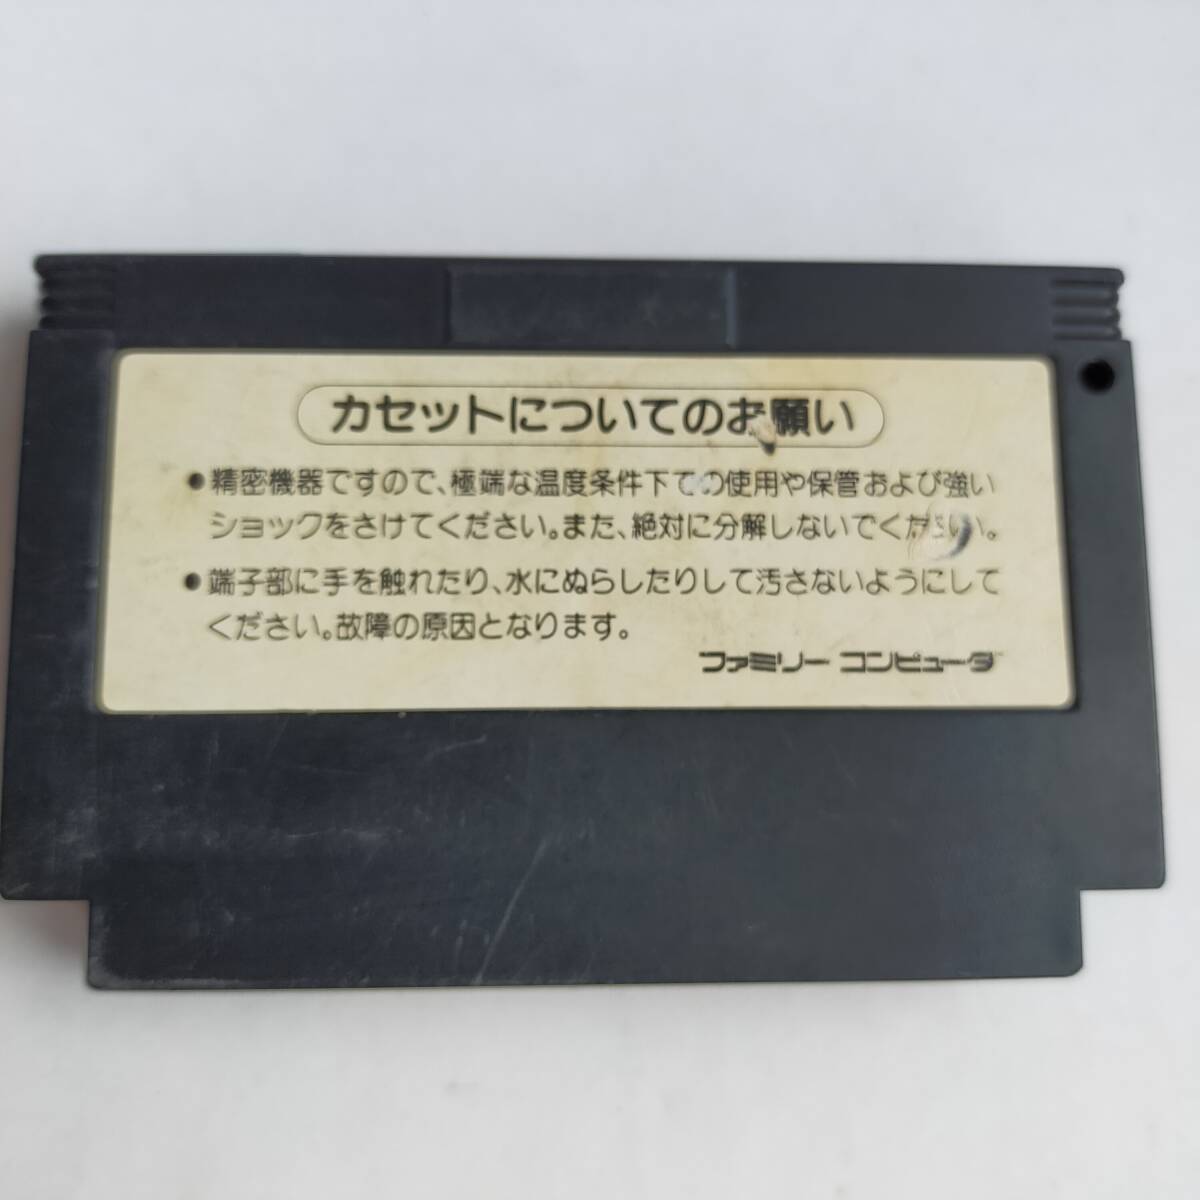 カセットについてのお願い
●精密機器ですので、極端な温度条件下での使用や保管および強い
ショックをさけてください。また、絶対に分解しないでください。
●端子部に手を触れたり、水にぬらしたりして汚さないようにして
ください。故障の原因となります。
ファミリー コンピュータ